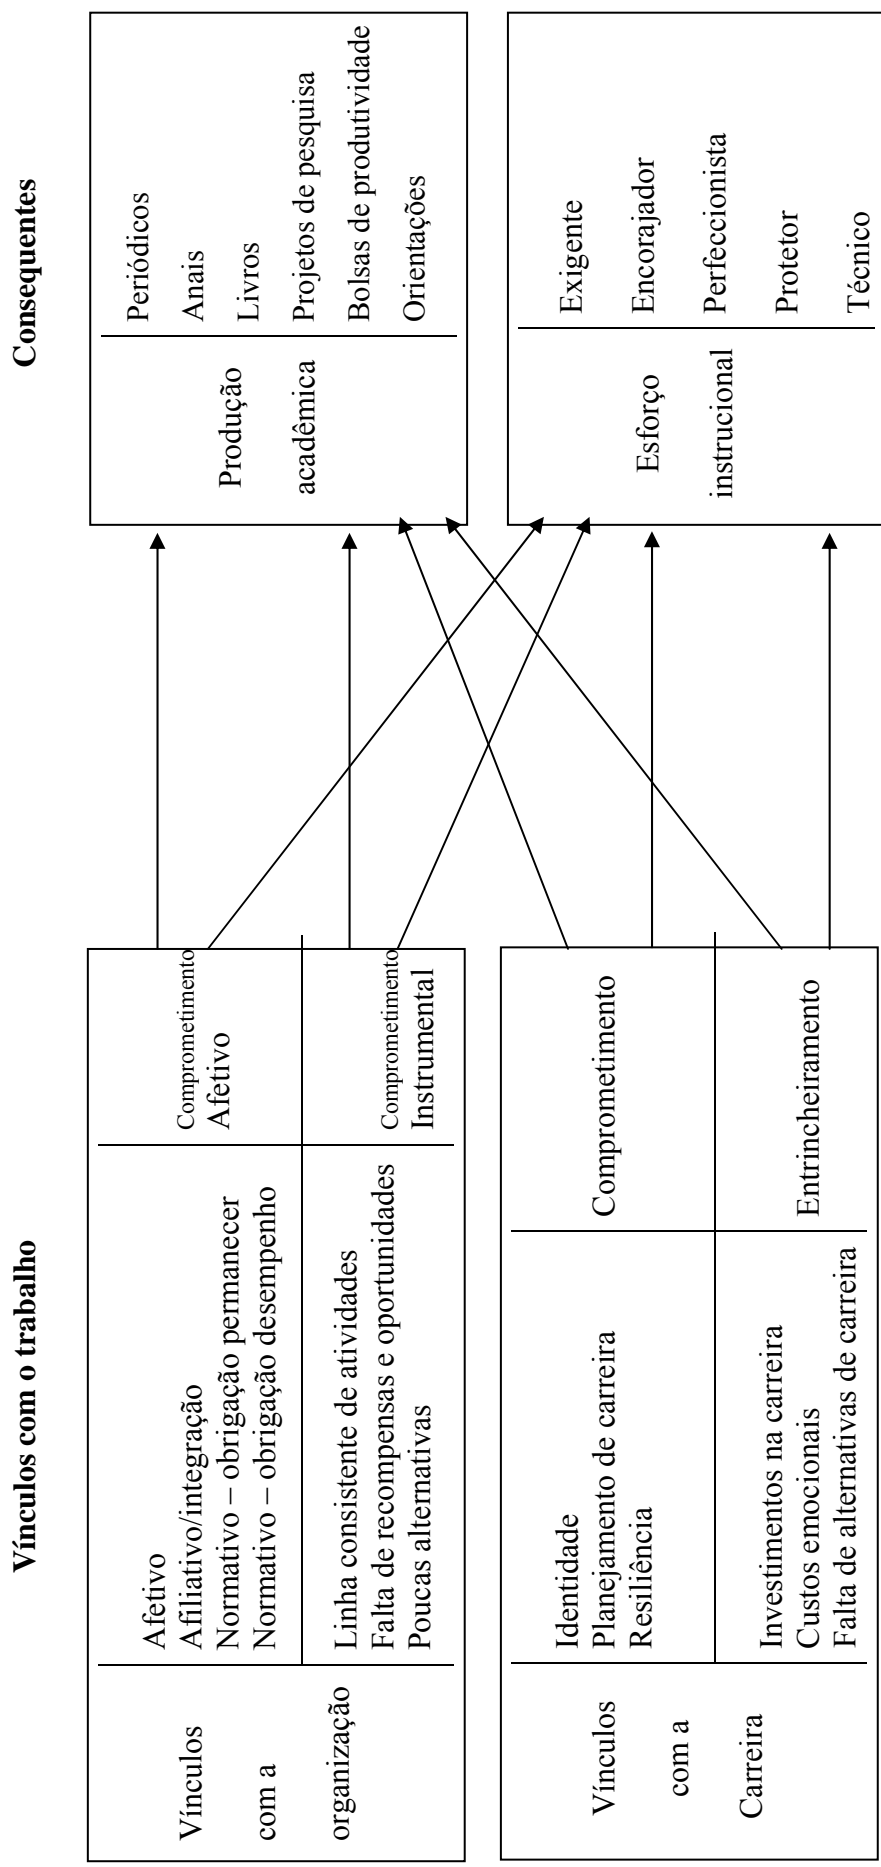 Vínculos com o trabalho
Consequentes
Vínculos
com a
organização
Afetivo
Afiliativo/integração
Normativo – obrigação permanecer
Normativo – obrigação desempenho
Comprometimento
Afetivo
Linha consistente de atividades
Falta de recompensas e oportunidades
Poucas alternativas
Comprometimento
Instrumental
Vínculos
com a
Carreira
Identidade
Planejamento de carreira
Resiliência
Comprometimento
Investimentos na carreira
Custos emocionais
Falta de alternativas de carreira
Entrincheiramento
Produção
acadêmica
Periódicos
Anais
Livros
Projetos de pesquisa
Bolsas de produtividade
Orientações
Esforço
instrucional
Exigente
Encorajador
Perfeccionista
Protetor
Técnico